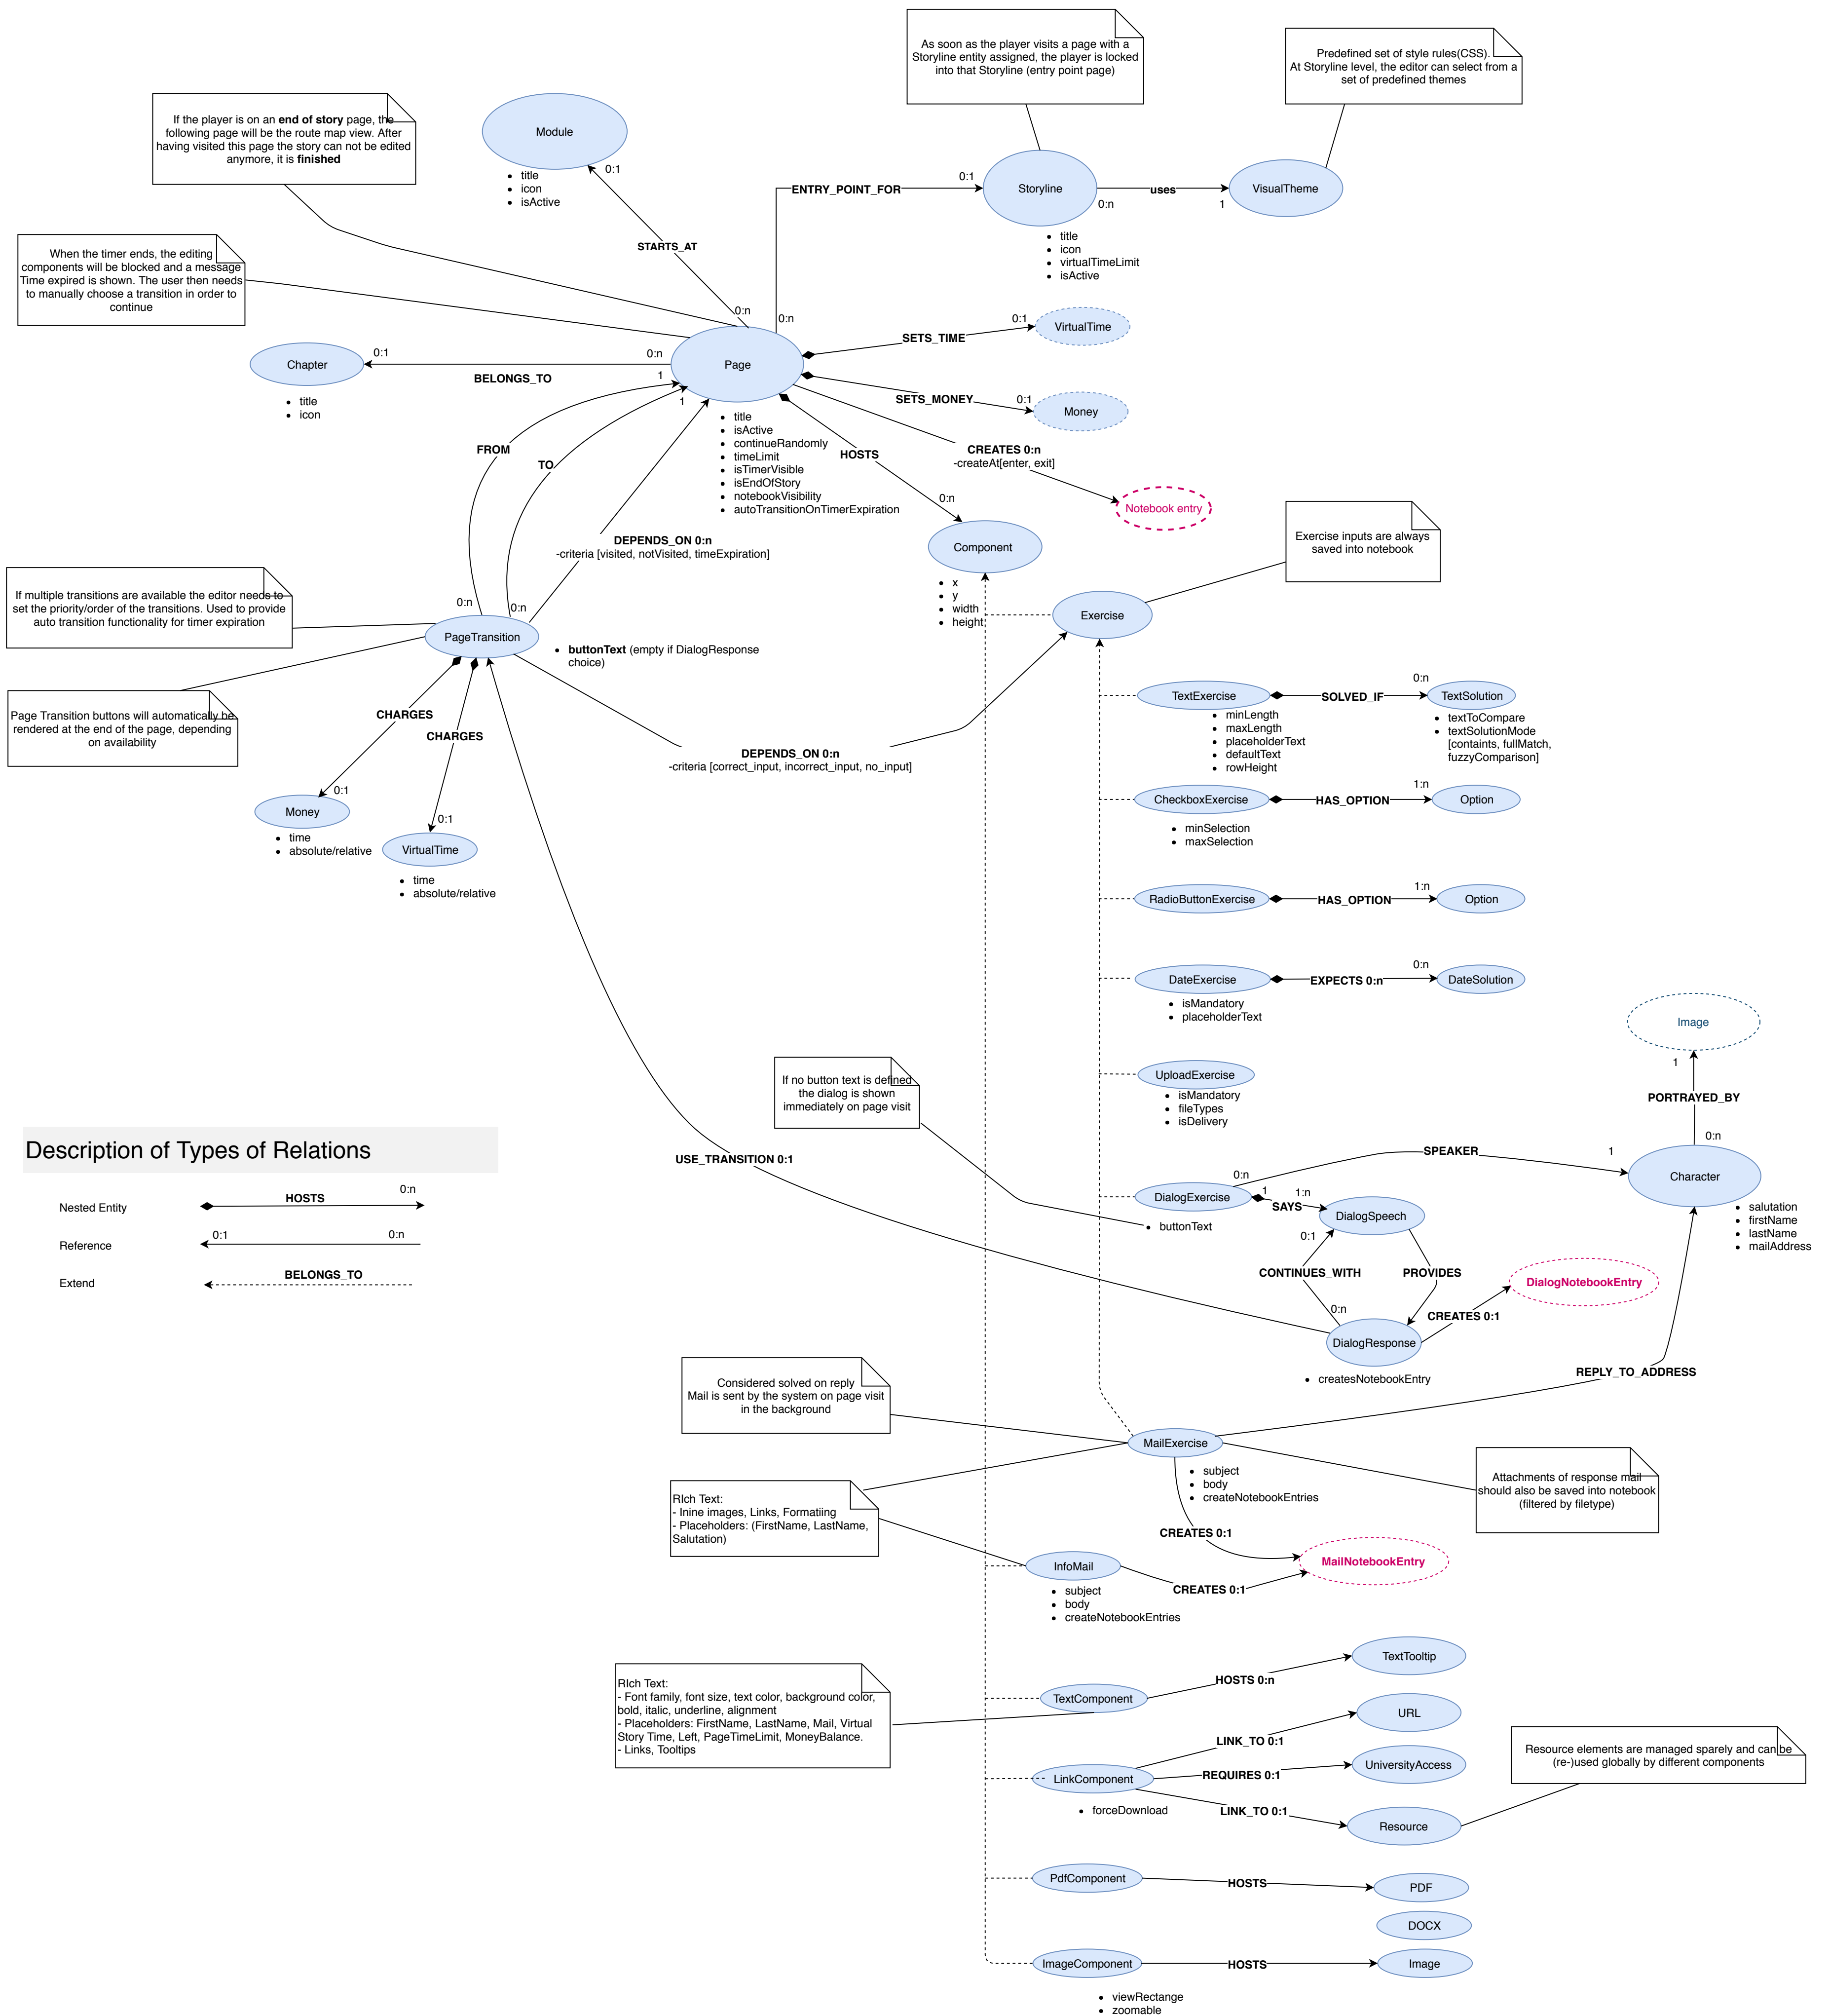 As soon as the player visits a page with a
Storyline entity assigned, the player is locked
into that Storyline (entry point page)
Predefined set of style rules(CSS).
At Storyline level, the editor can select from a
set of predefined themes
If the player is on an end of story page, the
following page will be the route map view. After
having visited this page the story can not be edited
anymore, it is finished
Module
0:1
title
icon
isActive
ENTRY_POINT_FOR
0:1
Storyline
0:n
uses
1
VisualTheme
title
icon
virtualTimeLimit
isActive
STARTS_AT
When the timer ends, the editing
components will be blocked and a message
Time expired is shown. The user then needs
to manually choose a transition in order to
continue
0:n
0:n
SETS_TIME
0:1
VirtualTime
Chapter
0:1
0:n
BELONGS_TO
title
icon
Page
1
1
SETS_MONEY
0:1
Money
title
isActive
continueRandomly
timeLimit
isTimerVisible
isEndOfStory
notebookVisibility
autoTransitionOnTimerExpiration
HOSTS
0:n
CREATES 0:n
-createAt[enter, exit]
Notebook entry
FROM
TO
DEPENDS_ON 0:n
-criteria [visited, notVisited, timeExpiration]
Component
x
y
width
height
Exercise inputs are always
saved into notebook
Exercise
If multiple transitions are available the editor needs to
set the priority/order of the transitions. Used to provide
auto transition functionality for timer expiration
0:n
0:n
PageTransition
buttonText (empty if DialogResponse
choice)
Page Transition buttons will automatically be
rendered at the end of the page, depending
on availability
CHARGES
CHARGES
DEPENDS_ON 0:n
-criteria [correct_input, incorrect_input, no_input]
0:1
Money
time
absolute/relative
0:1
VirtualTime
time
absolute/relative
TextExercise
SOLVED_IF
0:n
TextSolution
minLength
maxLength
placeholderText
defaultText
rowHeight
textToCompare
textSolutionMode
[containts, fullMatch,
fuzzyComparison]
CheckboxExercise
HAS_OPTION
1:n
Option
minSelection
maxSelection
RadioButtonExercise
HAS_OPTION
1:n
Option
DateExercise
EXPECTS 0:n
0:n
DateSolution
isMandatory
placeholderText
Image
1
PORTRAYED_BY
0:n
UploadExercise
isMandatory
fileTypes
isDelivery
If no button text is defined
the dialog is shown
immediately on page visit
Description of Types of Relations
Nested Entity
HOSTS
0:n
Reference
0:1
0:n
Extend
BELONGS_TO
USE_TRANSITION 0:1
0:n
SPEAKER
1
Character
salutation
firstName
lastName
mailAddress
DialogExercise
1
SAYS
1:n
DialogSpeech
buttonText
0:1
CONTINUES_WITH
PROVIDES
0:n
DialogNotebookEntry
CREATES 0:1
DialogResponse
createsNotebookEntry
REPLY_TO_ADDRESS
Considered solved on reply
Mail is sent by the system on page visit
in the background
MailExercise
subject
body
createNotebookEntries
Attachments of response mail
should also be saved into notebook
(filtered by filetype)
RIch Text:
- Inine images, Links, Formatiing
- Placeholders: (FirstName, LastName,
Salutation)
CREATES 0:1
MailNotebookEntry
InfoMail
CREATES 0:1
subject
body
createNotebookEntries
RIch Text:
- Font family, font size, text color, background color,
bold, italic, underline, alignment
- Placeholders: FirstName, LastName, Mail, Virtual
Story Time, Left, PageTimeLimit, MoneyBalance.
- Links, Tooltips
TextComponent
HOSTS 0:n
TextTooltip
LinkComponent
LINK_TO 0:1
URL
REQUIRES 0:1
UniversityAccess
LINK_TO 0:1
Resource
forceDownload
Resource elements are managed sparely and can be
(re-)used globally by different components
PdfComponent
HOSTS
PDF
DOCX
ImageComponent
HOSTS
Image
viewRectange
zoomable